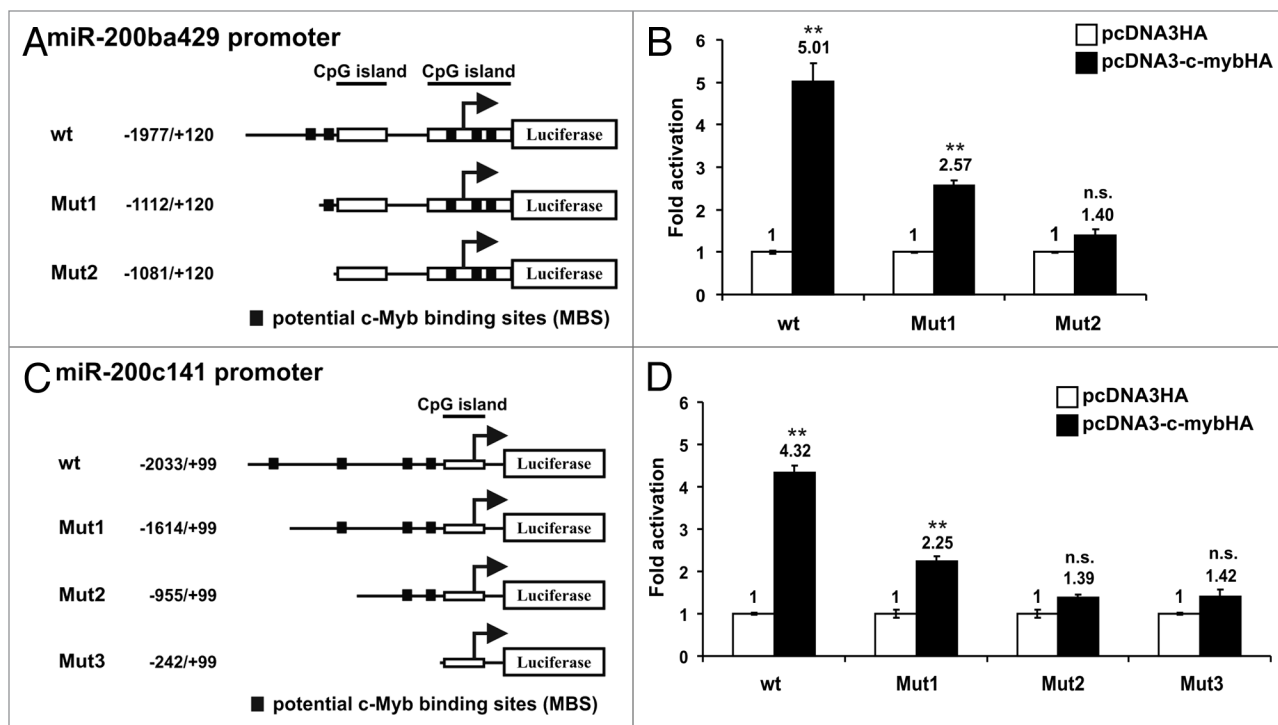 A miR-200ba429 promoter
CpG island CpG island
wt -1977/+120 Luciferase
Mut1 -1112/+120 Luciferase
Mut2 -1081/+120 Luciferase
potential c-Myb binding sites (MBS)
B
pcDNA3HA
pcDNA3-c-mybHA
Fold activation
6
5
4
3
2
1
0
1
**
5.01
1
**
2.57
1
n.s.
1.40
wt Mut1 Mut2
C miR-200c141 promoter
CpG island
wt -2033/+99 Luciferase
Mut1 -1614/+99 Luciferase
Mut2 -955/+99 Luciferase
Mut3 -242/+99 Luciferase
potential c-Myb binding sites (MBS)
D
pcDNA3HA
pcDNA3-c-mybHA
Fold activation
6
5
4
3
2
1
0
1
**
4.32
1
**
2.25
1
n.s.
1.39
1
n.s.
1.42
wt Mut1 Mut2 Mut3